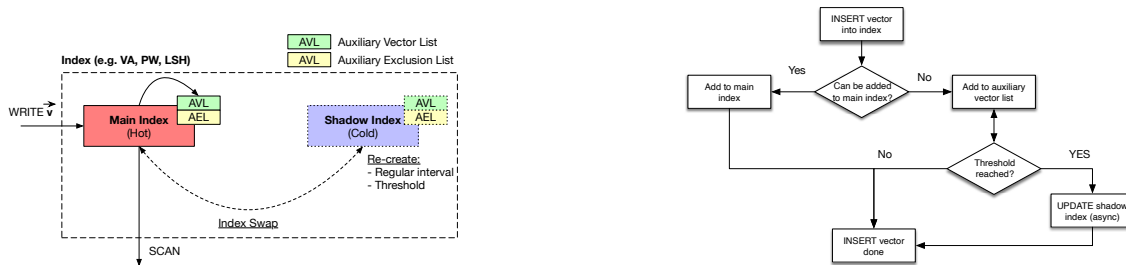 AVL Auxiliary Vector List
AVL Auxiliary Exclusion List
Index (e.g. VA, PW, LSH)
WRITE v
AVL
AEL
Main Index
(Hot)
AVL
AEL
Shadow Index
(Cold)
Re-create:
- Regular interval
- Threshold
Index Swap
SCAN
INSERT vector
into index
Yes
Can be added
to main index?
No
Add to main
index
Add to auxiliary
vector list
No
Threshold
reached?
YES
UPDATE shadow
index (async)
INSERT vector
done